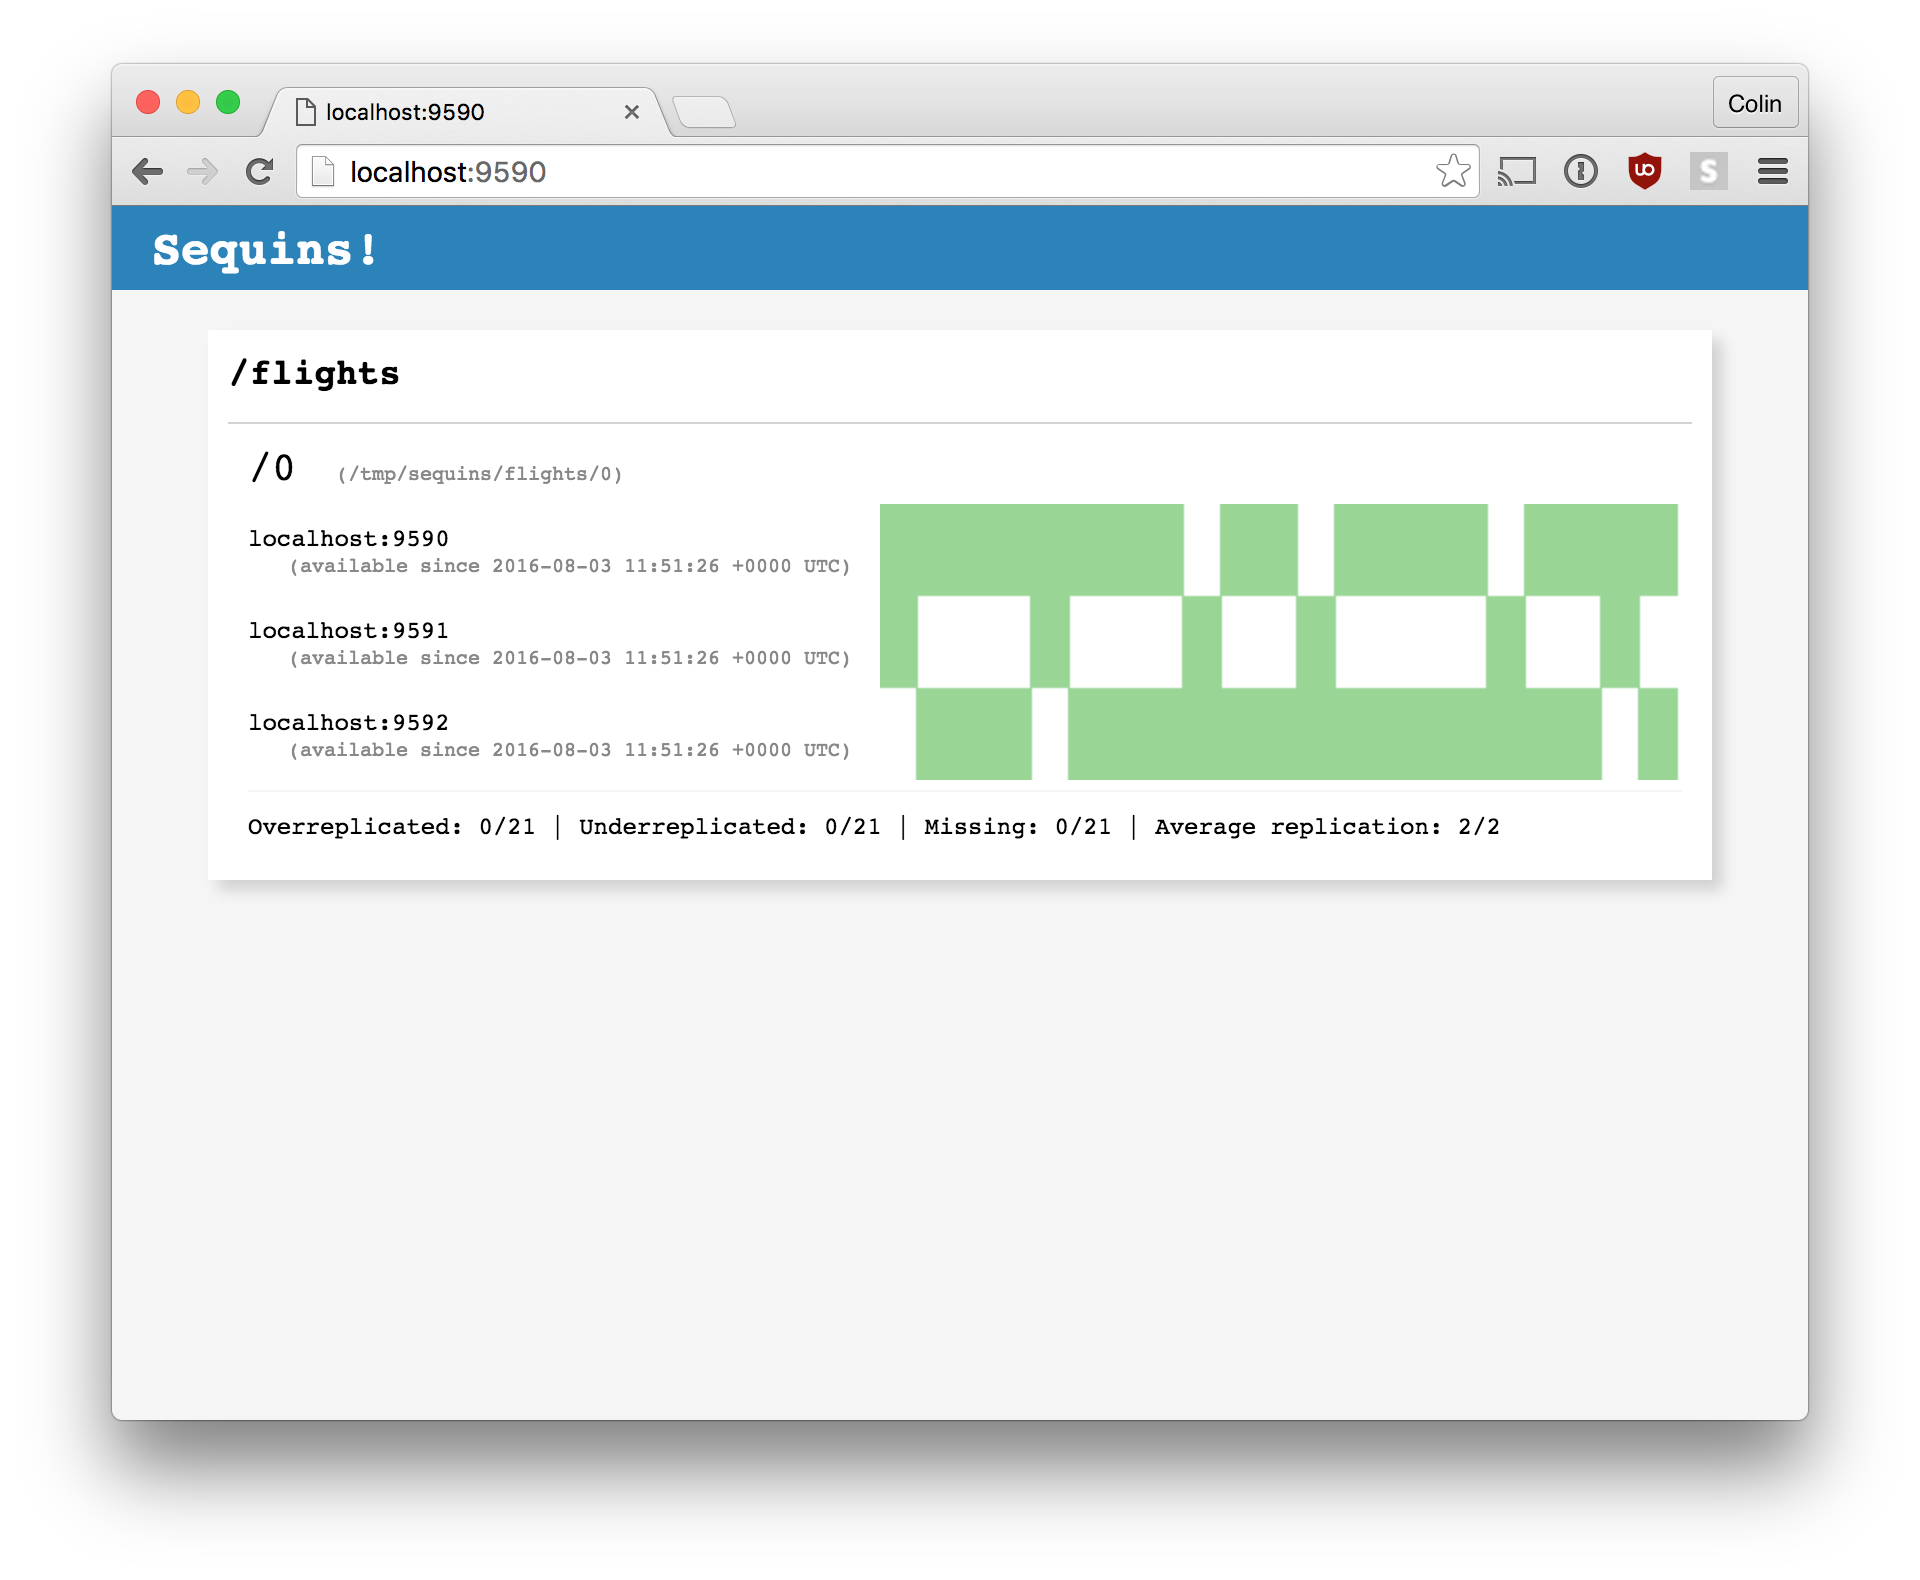 localhost:9590
Colin
localhost:9590
S
Sequins!
/flights
/0 (/tmp/sequins/flights/0)
localhost:9590
(available since 2016-08-03 11:51:26 +0000 UTC)
localhost:9591
(available since 2016-08-03 11:51:26 +0000 UTC)
localhost:9592
(available since 2016-08-03 11:51:26 +0000 UTC)
Overreplicated: 0/21 | Underreplicated: 0/21 | Missing: 0/21 | Average replication: 2/2